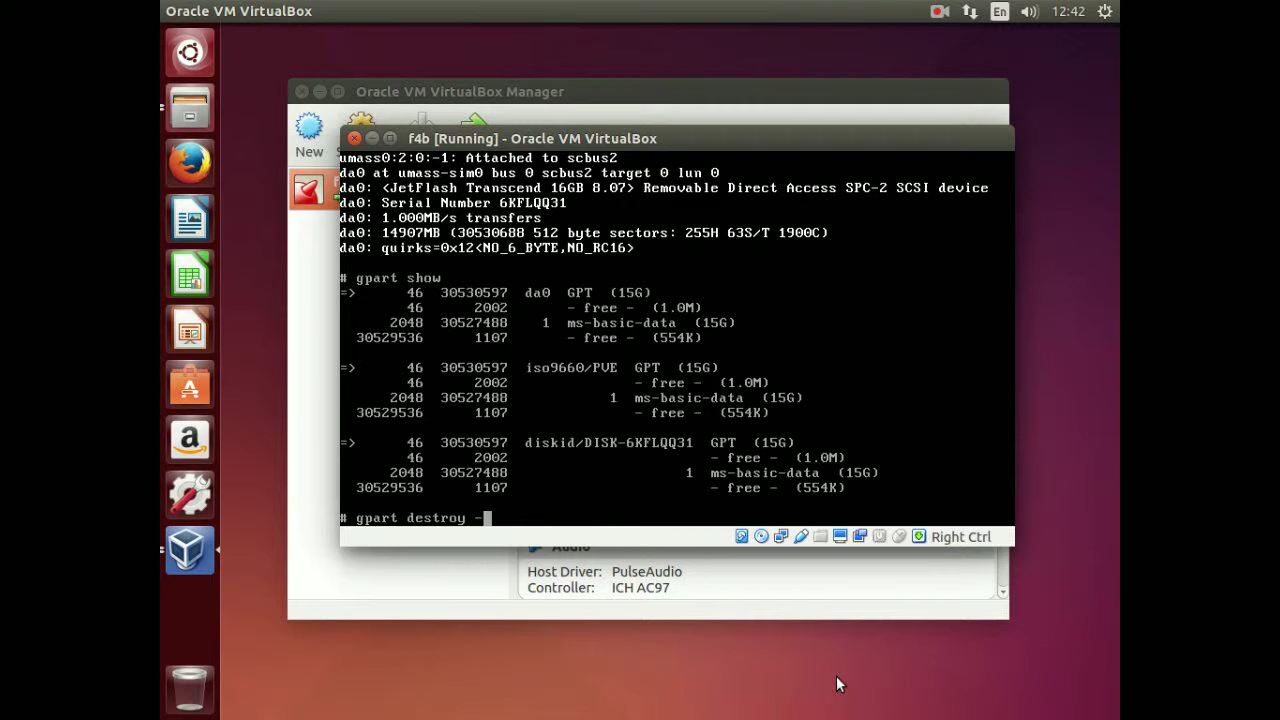 Oracle VM VirtualBox
En
12:42
Oracle VM VirtualBox Manager
New
f4b [Running] - Oracle VM VirtualBox
umass0:2:0:-1: Attached to scbus2
da0 at umass-sim0 bus 0 scbus2 target 0 lun 0
da0: <JetFlash Transcend 16GB 8.07> Removable Direct Access SPC-2 SCSI device
da0: Serial Number 6KFLQQ31
da0: 1.000MB/s transfers
da0: 14907MB (30530688 512 byte sectors: 255H 63S/T 1900C)
da0: quirks=0x12<NO_6_BYTE,NO_RC16>
# gpart show
=> 46 30530597 da0 GPT (15G)
46 2002 - free - (1.0M)
2048 30527488 1 ms-basic-data (15G)
30529536 1107 - free - (554K)
=> 46 30530597 iso9660/PVE GPT (15G)
46 2002 - free - (1.0M)
2048 30527488 1 ms-basic-data (15G)
30529536 1107 - free - (554K)
=> 46 30530597 diskid/DISK-6KFLQQ31 GPT (15G)
46 2002 - free - (1.0M)
2048 30527488 1 ms-basic-data (15G)
30529536 1107 - free - (554K)
# gpart destroy -
Right Ctrl
Audio
Host Driver: PulseAudio
Controller: ICH AC97